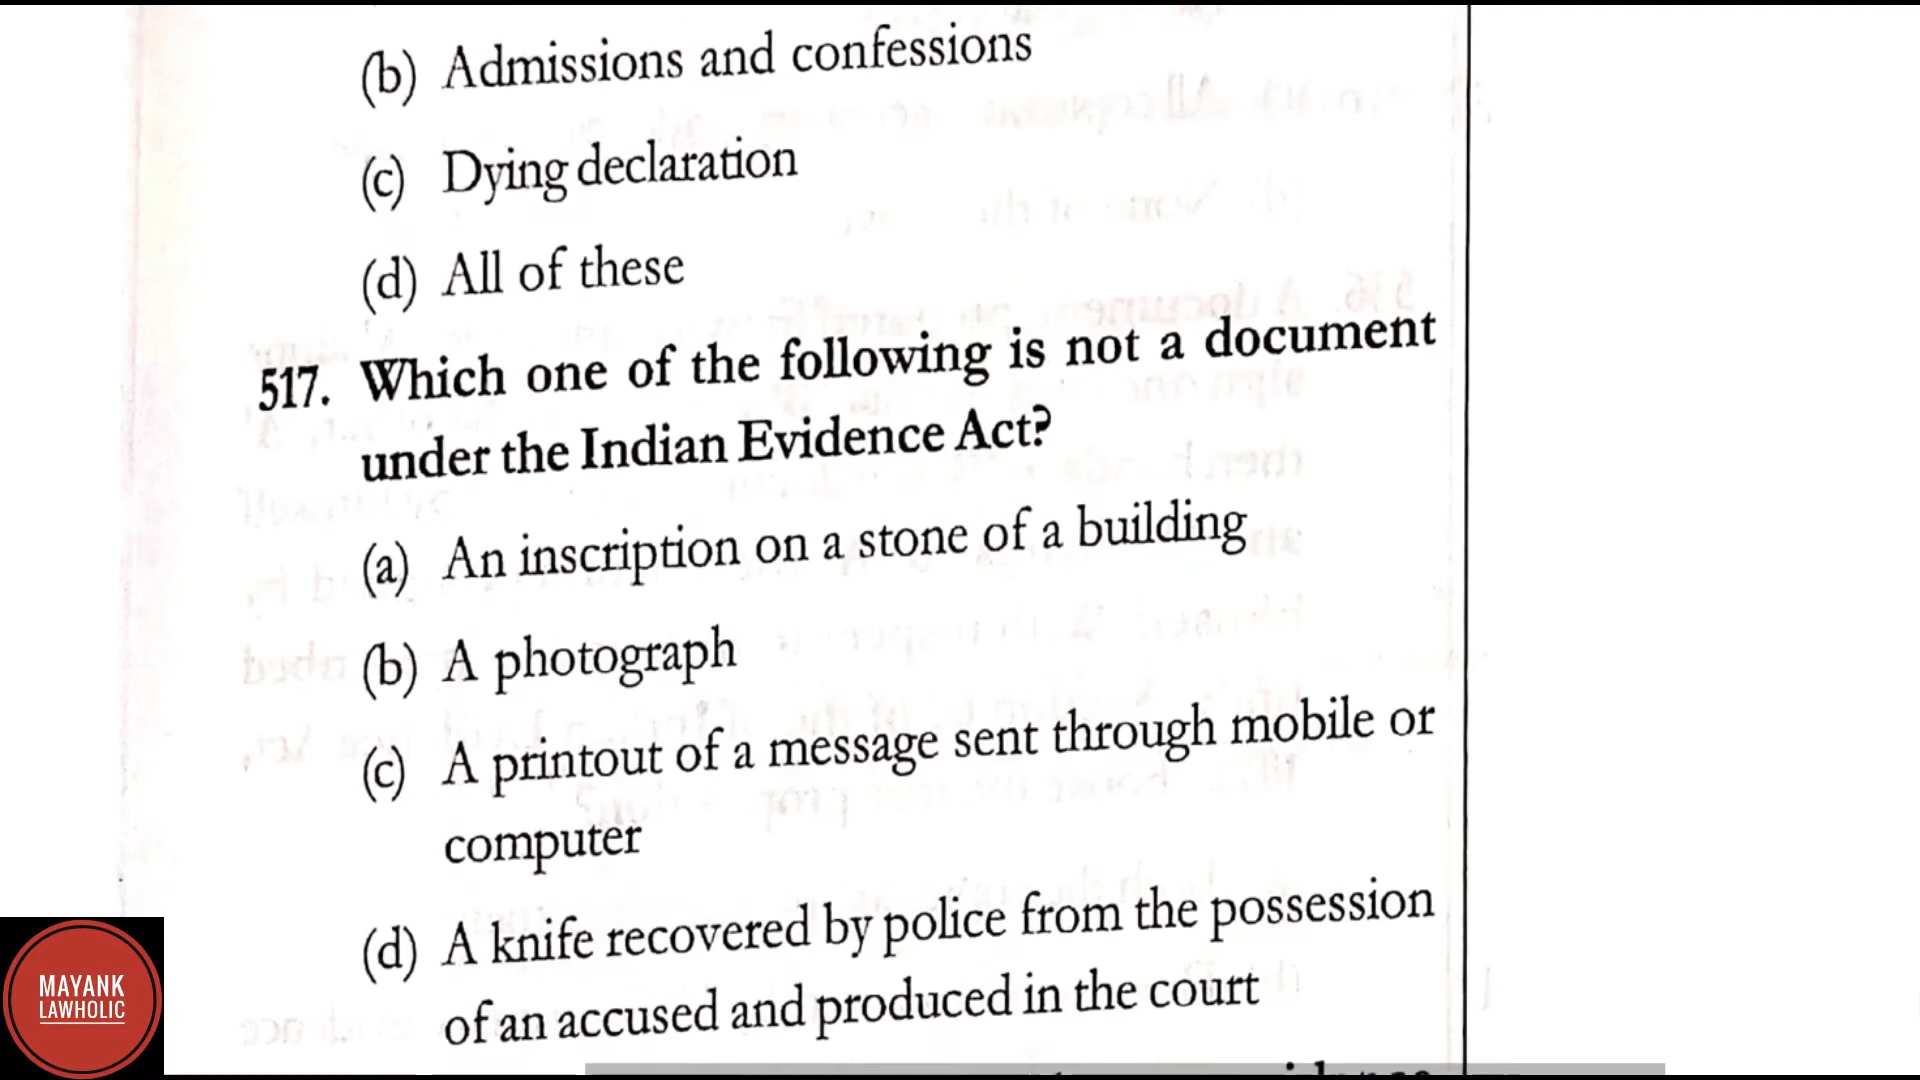 (b) Admissions and confessions
(c) Dying declaration
(d) All of these
517. Which one of the following is not a document
under the Indian Evidence Act?
(a) An inscription on a stone of a building
(b) A photograph
(c) A printout of a message sent through mobile or
computer
(d) A knife recovered by police from the possession
of an accused and produced in the court
MAYANK
LAWHOLIC